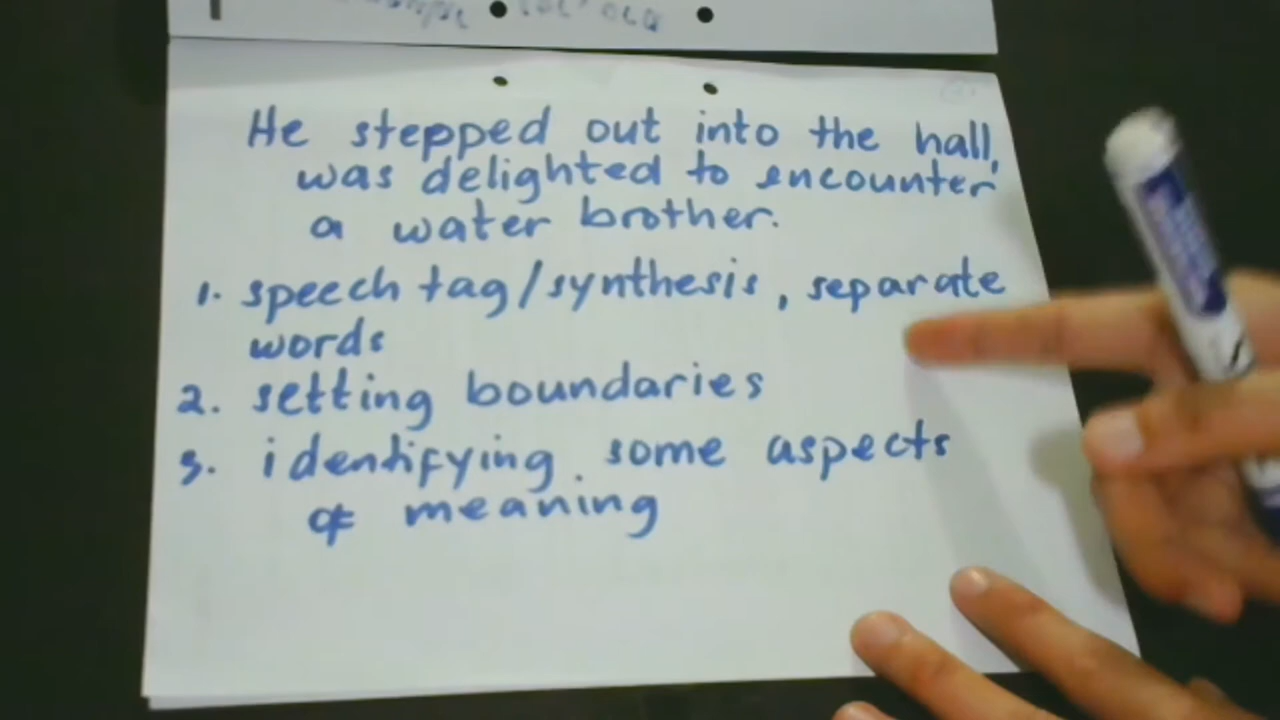 He stepped out into the hall,
was delighted to encounter
a water brother.
1. speech tag/synthesis, separate
words
2. setting boundaries
3. identifying some aspects
of meaning